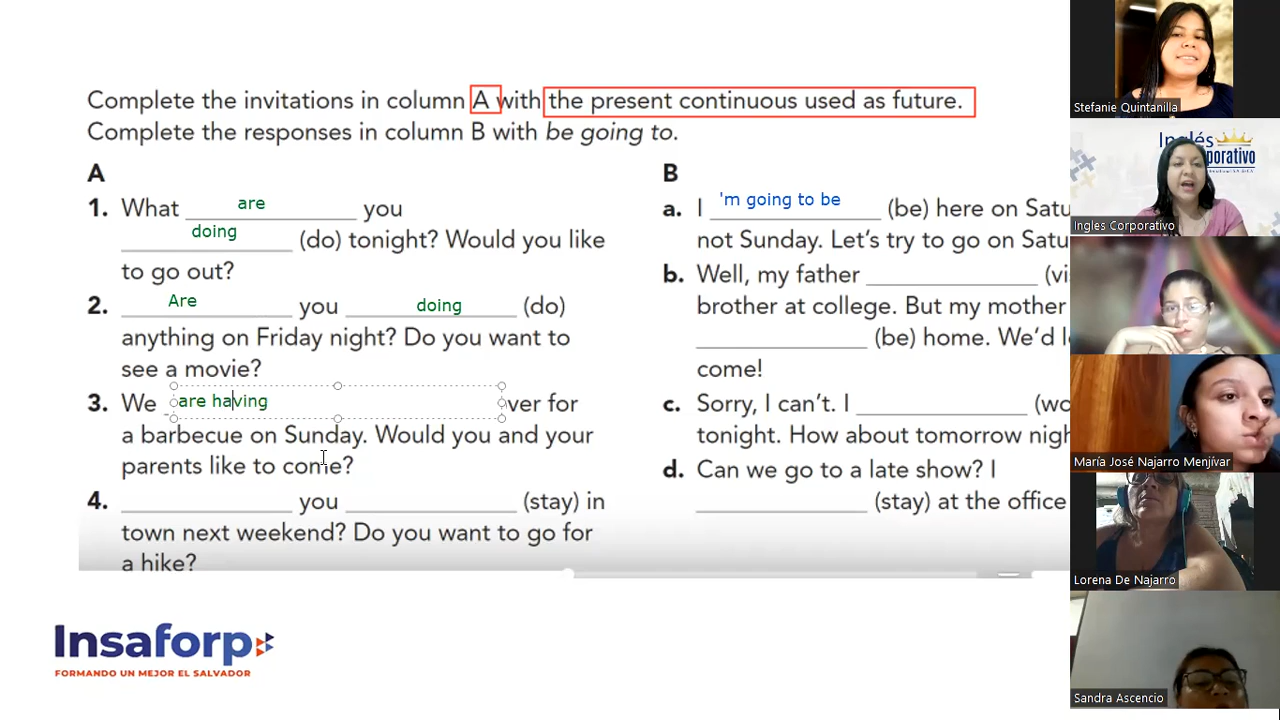 Complete the invitations in column A with the present continuous used as future.
Complete the responses in column B with be going to.
A
1. What are you
doing (do) tonight? Would you like
to go out?
2. Are you doing (do)
anything on Friday night? Do you want to
see a movie?
3. We are having ver for
a barbecue on Sunday. Would you and your
parents like to come?
4. you (stay) in
town next weekend? Do you want to go for
a hike?
B
a. I 'm going to be (be) here on Satu
not Sunday. Let's try to go on Satu
b. Well, my father (vi
brother at college. But my mother
(be) home. We'd l
come!
c. Sorry, I can't. I (wo
tonight. How about tomorrow nigh
d. Can we go to a late show? I
(stay) at the office
Insaforp
FORMANDO UN MEJOR EL SALVADOR
Stefanie Quintanilla
Inglés
rporativo
Ingles Corporativo
María José Najarro Menjívar
Lorena De Najarro
Sandra Ascencio